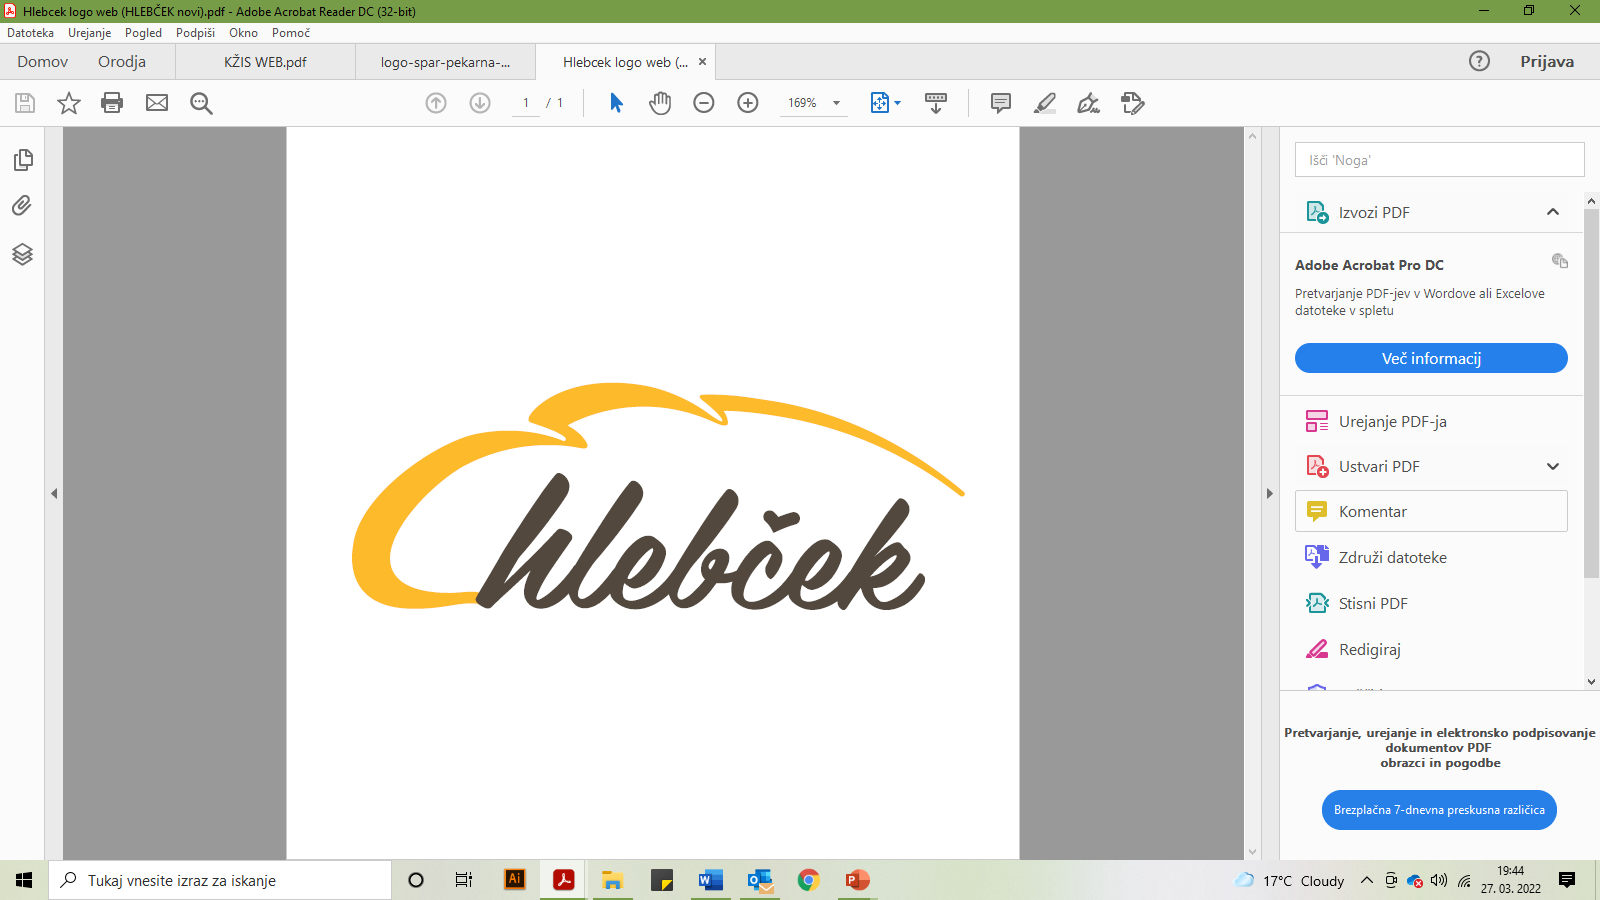 Hlebcek logo web (HLEBČEK novi).pdf - Adobe Acrobat Reader DC (32-bit)
Datoteka Urejanje Pogled Podpiši Okno Pomoč
Domov Orodja KŽIS WEB.pdf logo-spar-pekarna-... Hlebcek logo web (... × Prijava
1 / 1 169%
Išči 'Noga'
Izvozi PDF
Adobe Acrobat Pro DC
Pretvarjanje PDF-jev v Wordove ali Excelove
datoteke v spletu
Več informacij
Urejanje PDF-ja
Ustvari PDF
Komentar
Združi datoteke
Stisni PDF
Redigiraj
hlebček
Pretvarjanje, urejanje in elektronsko podpisovanje
dokumentov PDF
obrazci in pogodbe
Brezplačna 7-dnevna preskusna različica
Tukaj vnesite izraz za iskanje
Ai
17°C Cloudy
19:44
27. 03. 2022